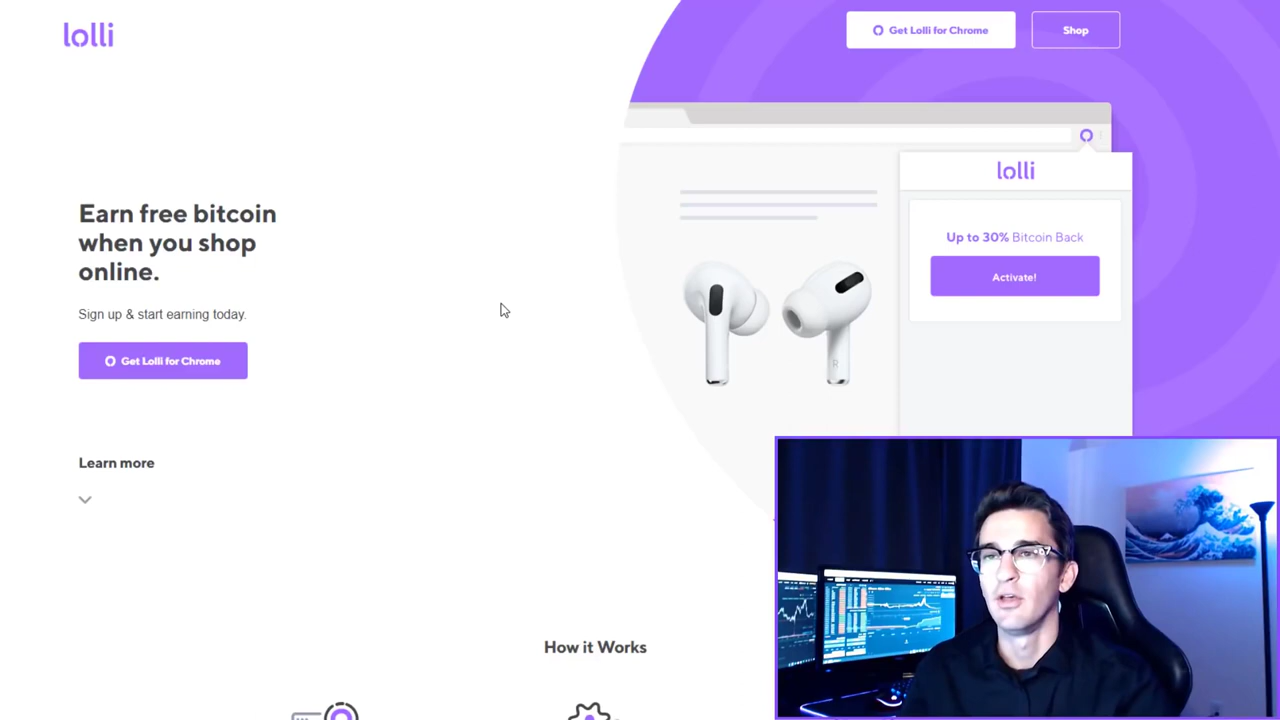 lolli
Get Lolli for Chrome
Shop
lolli
Earn free bitcoin
when you shop
online.
Up to 30% Bitcoin Back
Activate!
Sign up & start earning today.
Get Lolli for Chrome
R
Learn more
How it Works